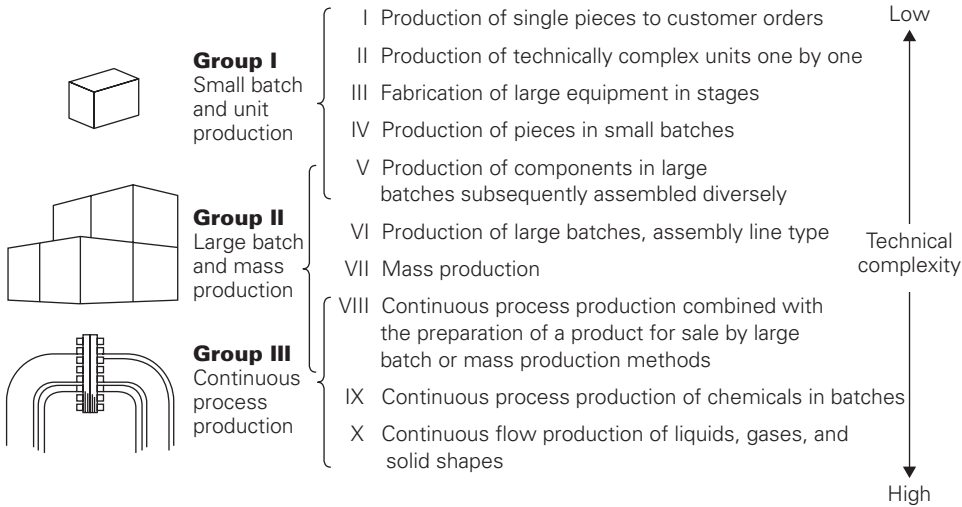 Group I
Small batch
and unit
production
Group II
Large batch
and mass
production
Group III
Continuous
process
production
I Production of single pieces to customer orders
II Production of technically complex units one by one
III Fabrication of large equipment in stages
IV Production of pieces in small batches
V Production of components in large
batches subsequently assembled diversely
VI Production of large batches, assembly line type
VII Mass production
VIII Continuous process production combined with
the preparation of a product for sale by large
batch or mass production methods
IX Continuous process production of chemicals in batches
X Continuous flow production of liquids, gases, and
solid shapes
Low
Technical
complexity
High